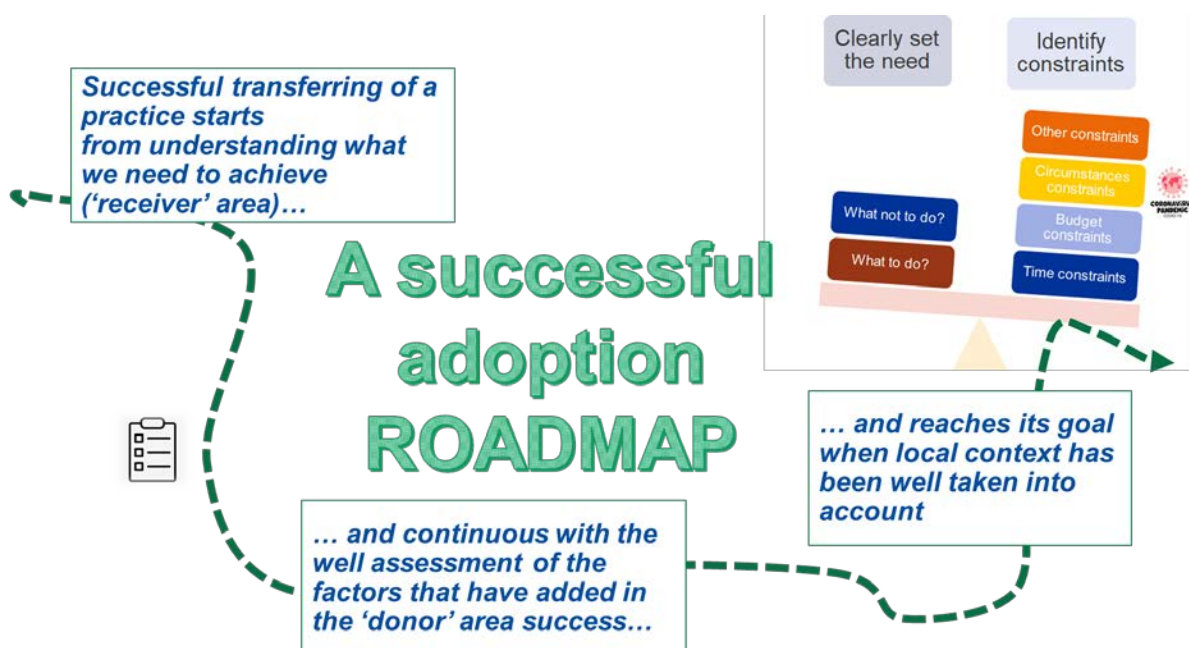 Successful transferring of a
practice starts
from understanding what
we need to achieve
(‘receiver’ area)…
A successful
adoption
ROADMAP
… and continuous with the
well assessment of the
factors that have added in
the ‘donor’ area success…
… and reaches its goal
when local context has
been well taken into
account
Clearly set
the need
Identify
constraints
What not to do?
What to do?
Other constraints
Circumstances
constraints
Budget
constraints
Time constraints
CORONAVIRUS
PANDEMIC